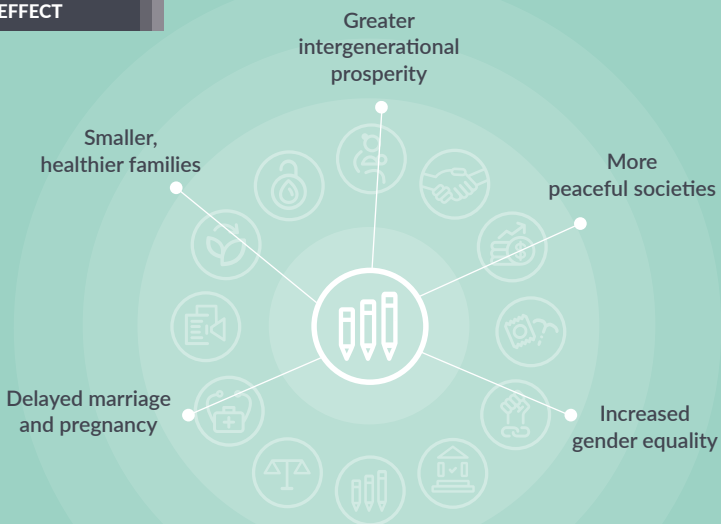 EFFECT
Greater
intergenerational
prosperity
Smaller,
healthier families
More
peaceful societies
Delayed marriage
and pregnancy
Increased
gender equality